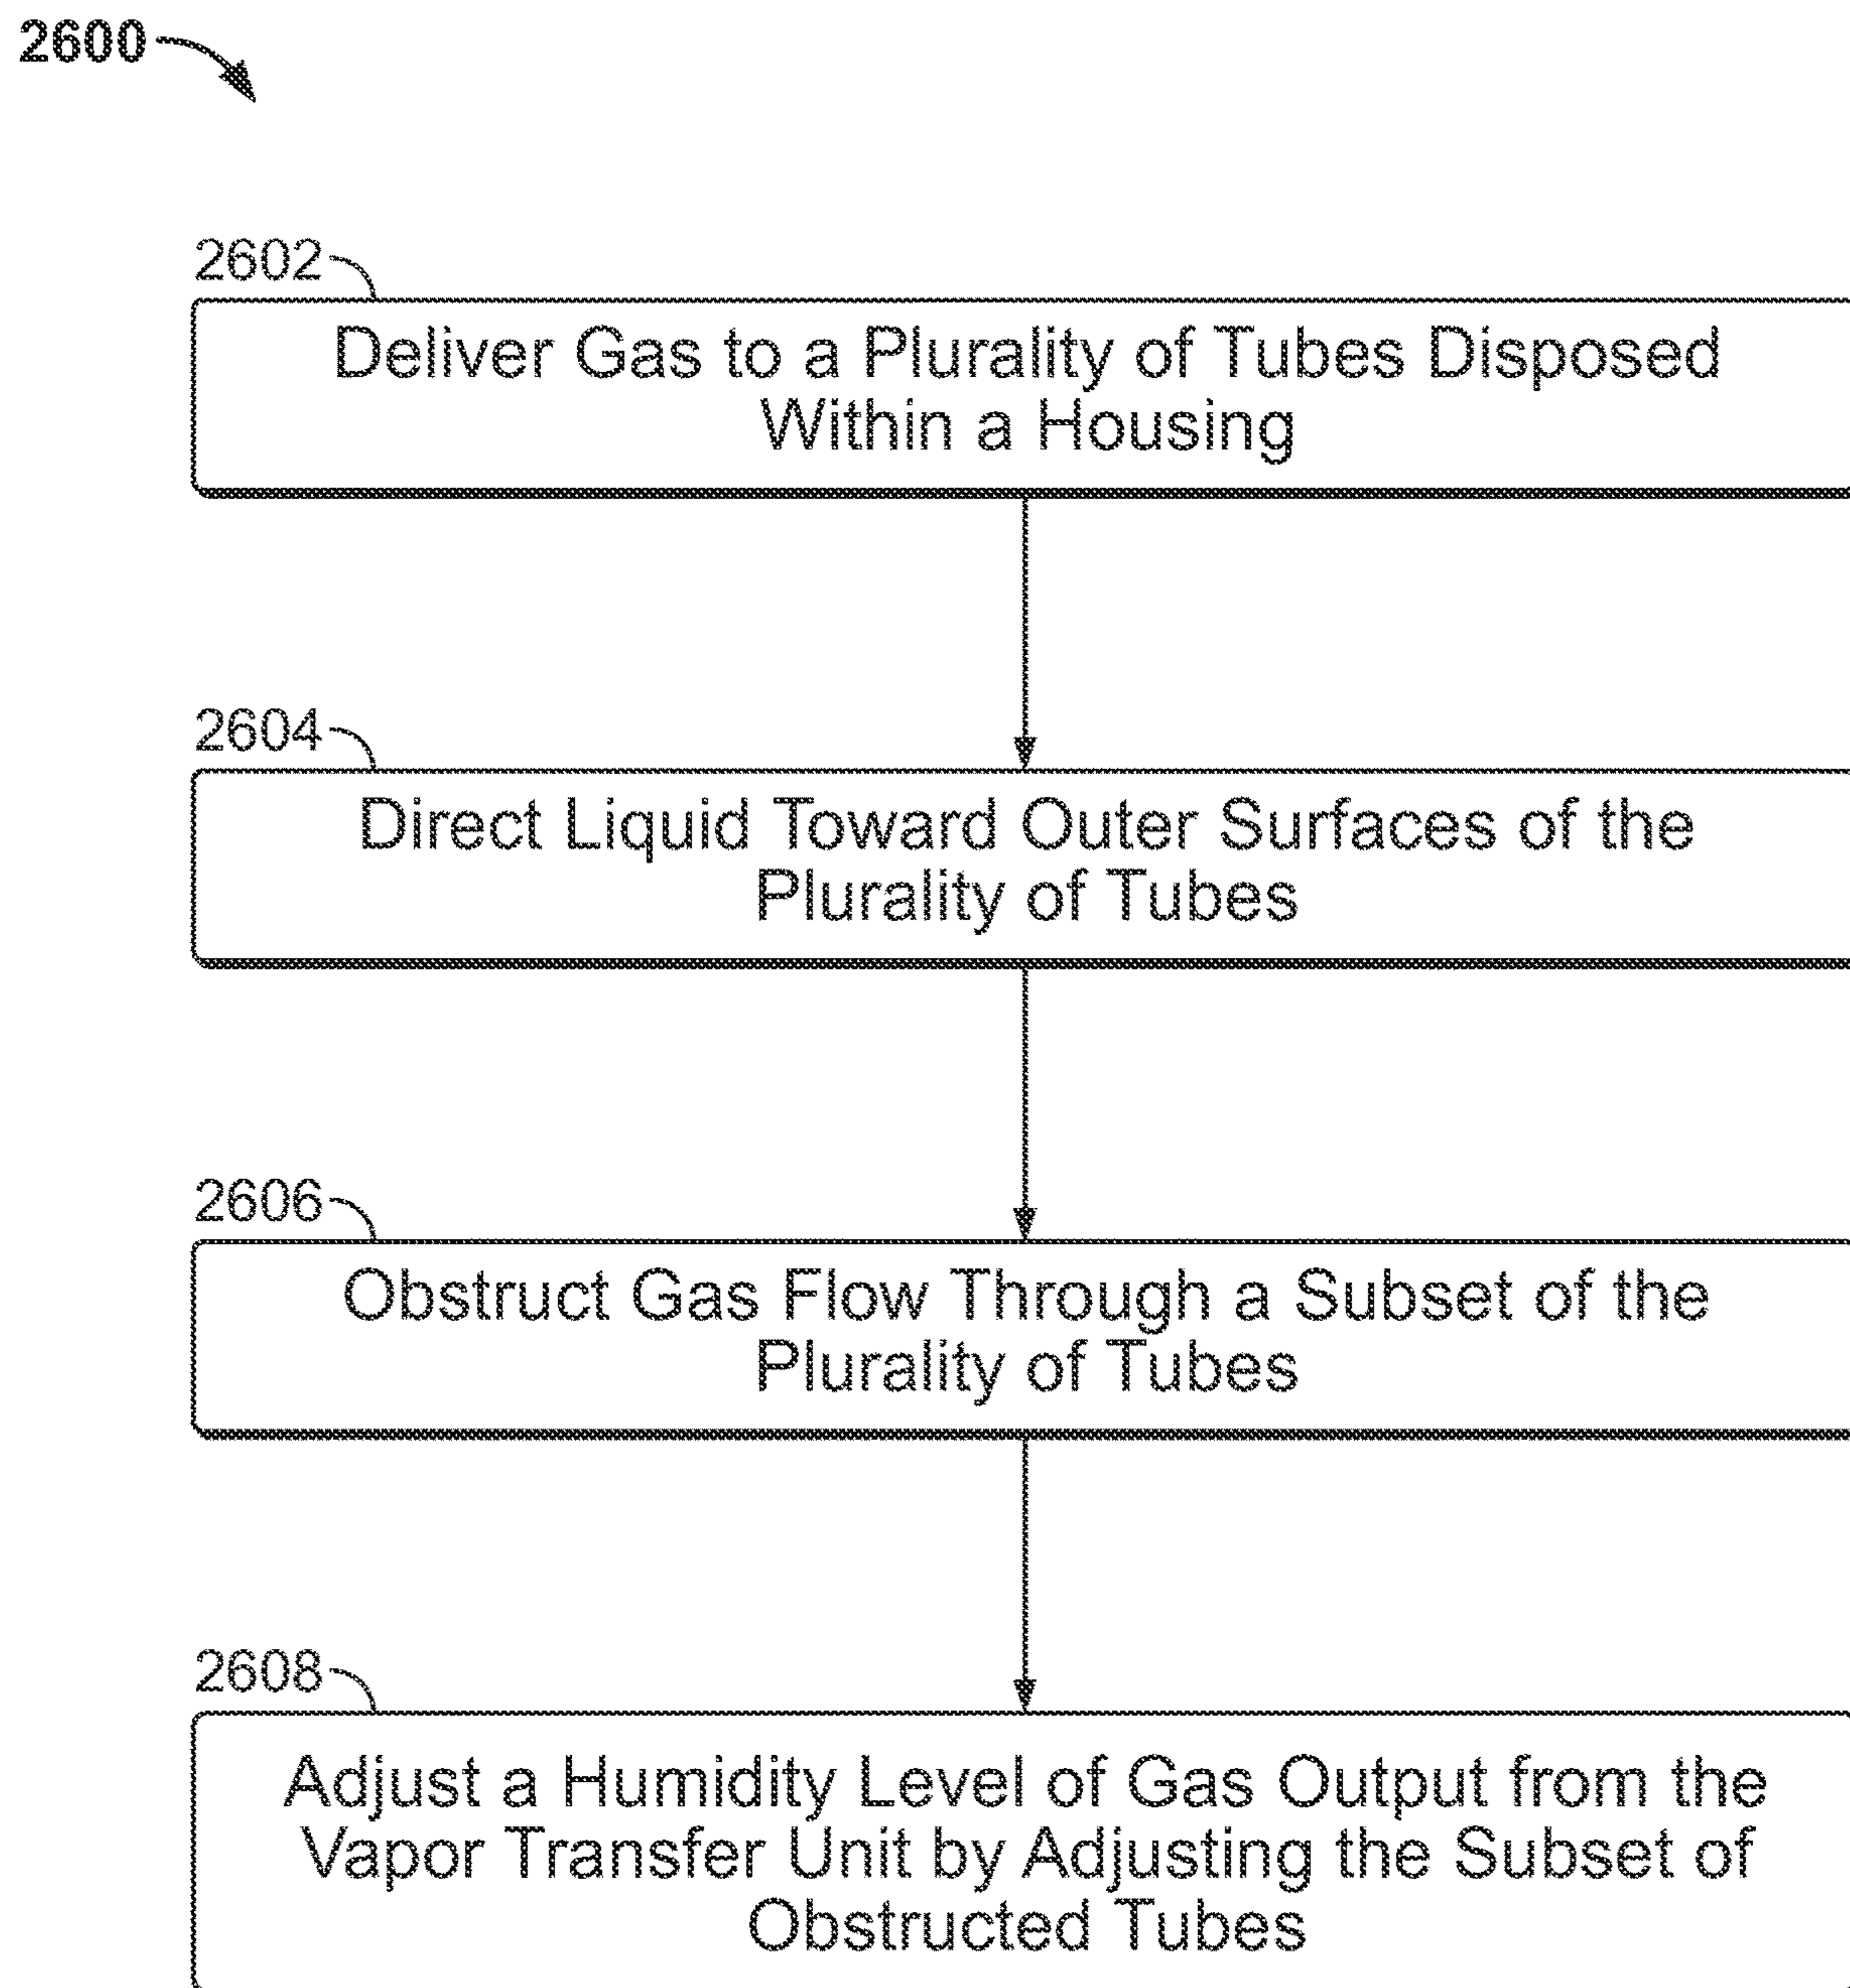 2600
2602
Deliver Gas to a Plurality of Tubes Disposed
Within a Housing
2604
Direct Liquid Toward Outer Surfaces of the
Plurality of Tubes
2606
Obstruct Gas Flow Through a Subset of the
Plurality of Tubes
2608
Adjust a Humidity Level of Gas Output from the
Vapor Transfer Unit by Adjusting the Subset of
Obstructed Tubes